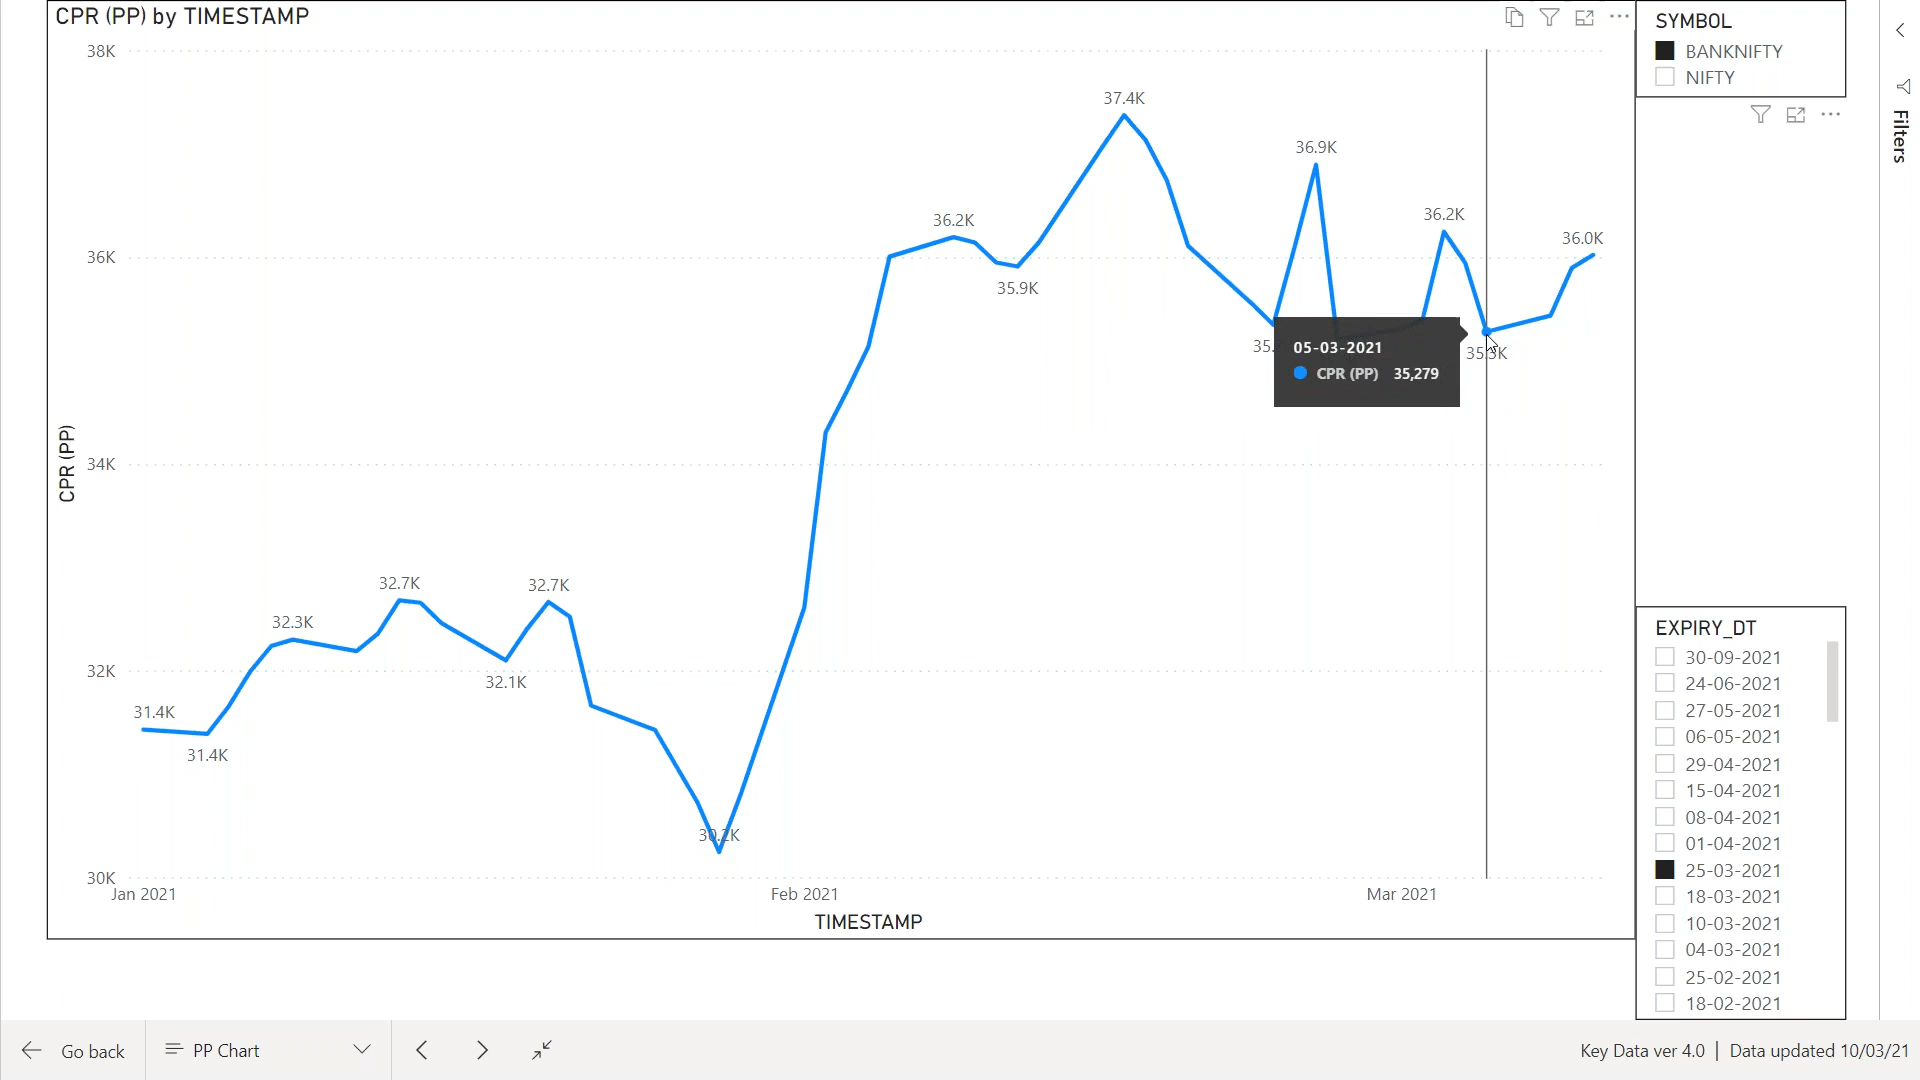 CPR (PP) by TIMESTAMP
38K
36K
34K
32K
30K
CPR (PP)
31.4K
31.4K
32.3K
32.7K
32.1K
32.7K
30.2K
36.2K
35.9K
37.4K
35.
36.9K
36.2K
35.3K
36.0K
05-03-2021
CPR (PP) 35,279
Jan 2021
Feb 2021
Mar 2021
TIMESTAMP
SYMBOL
BANKNIFTY
NIFTY
Filters
EXPIRY_DT
30-09-2021
24-06-2021
27-05-2021
06-05-2021
29-04-2021
15-04-2021
08-04-2021
01-04-2021
25-03-2021
18-03-2021
10-03-2021
04-03-2021
25-02-2021
18-02-2021
Go back
PP Chart
Key Data ver 4.0 | Data updated 10/03/21